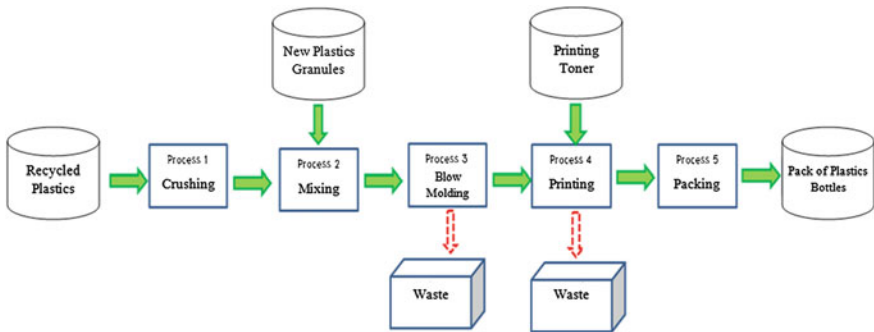 New Plastics
Granules
Printing
Toner
Recycled
Plastics
Process 1
Crushing
Process 2
Mixing
Process 3
Blow
Molding
Process 4
Printing
Process 5
Packing
Pack of Plastics
Bottles
Waste
Waste